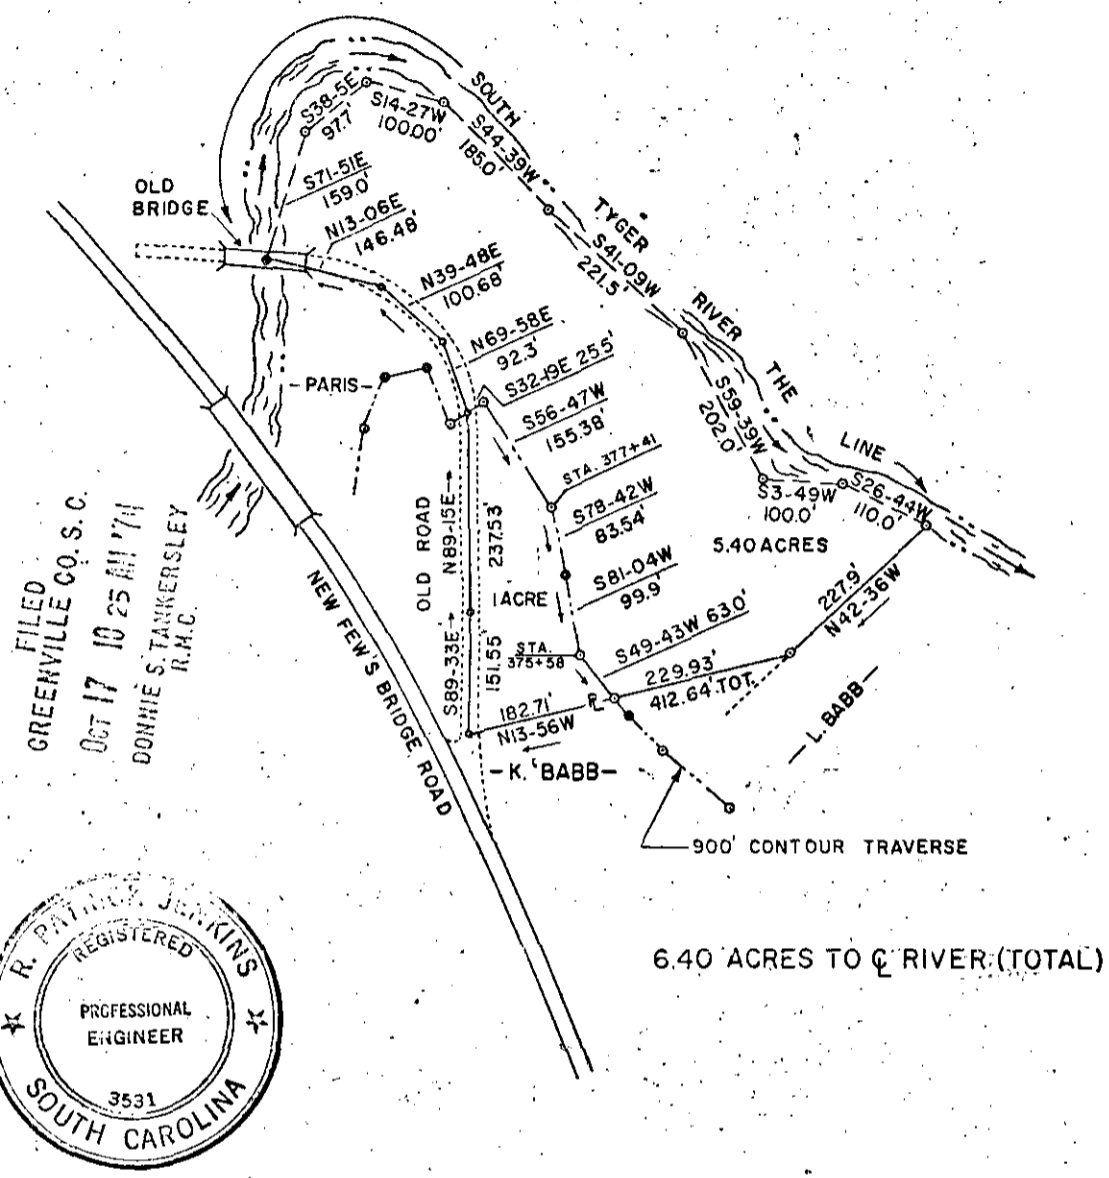 SOUTH
TYGER
RIVER
THE
LINE
S38-5E
97.7'
S14-27W
100.00'
S44-39W
185.0'
S71-51E
159.0'
OLD
BRIDGE
N13-06E
146.48'
S41-09W
221.5'
N39-48E
100.68'
N69-58E
92.3'
S32-19E 25.5'
- PARIS -
S56-47W
155.38'
S59-39W
202.0'
STA. 377+41
S3-49W
100.0'
S26-44W
110.0'
S78-42W
83.54'
5.40 ACRES
OLD ROAD
N89-15E
237.53'
S81-04W
99.9'
1 ACRE
227.9'
N42-36W
S89-33E
151.55'
STA.
375+58
S49-43W 63.0'
229.93'
412.64' TOT.
182.71'
N13-56W
- K. BABB -
- L. BABB -
NEW FEW'S BRIDGE ROAD
900' CONTOUR TRAVERSE
6.40 ACRES TO ℄ RIVER (TOTAL)
FILED
GREENVILLE CO. S. C.
OCT 17 10 25 AM '71
DONNIE S. TANKERSLEY
R.M.C.
R. PATRICK JENKINS
REGISTERED
PROFESSIONAL
ENGINEER
3531
SOUTH CAROLINA